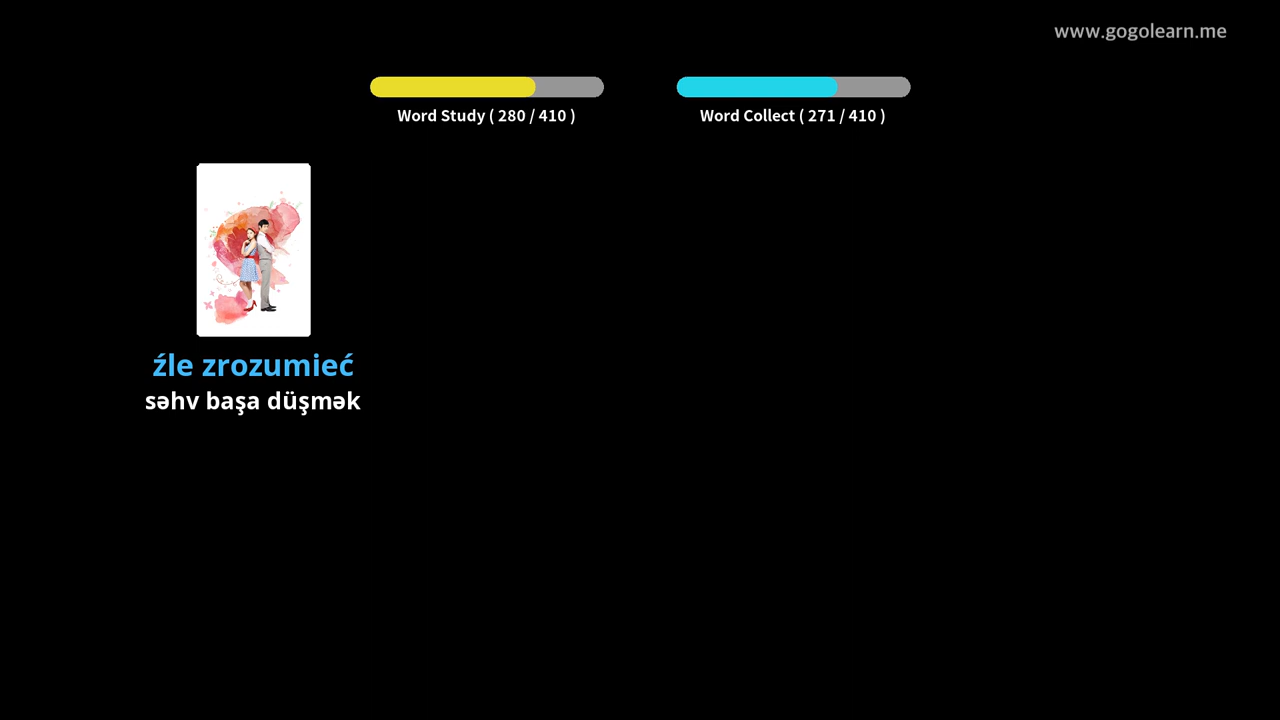 www.gogolearn.me
Word Study ( 280 / 410 )
Word Collect ( 271 / 410 )
źle zrozumieć
səhv başa düşmək